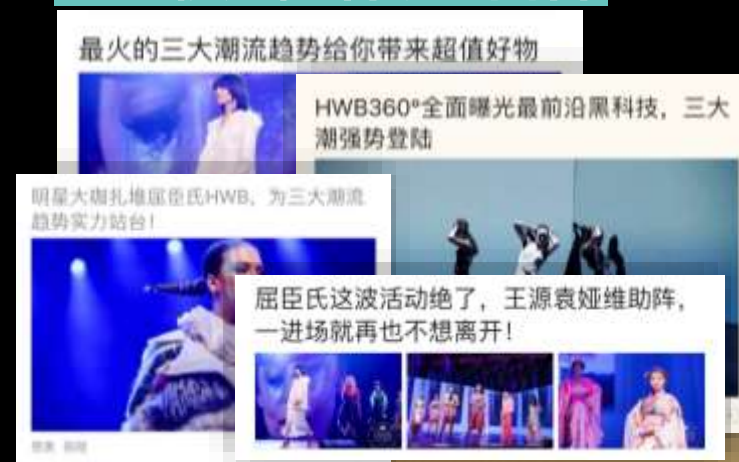 最火的三大潮流趋势给你带来超值好物
HWB360°全面曝光最前沿黑科技，三大
潮强势登陆
明星大咖扎堆屈臣氏HWB，为三大潮流
趋势实力站台！
屈臣氏这波活动绝了，王源袁娅维助阵，
一进场就再也不想离开！